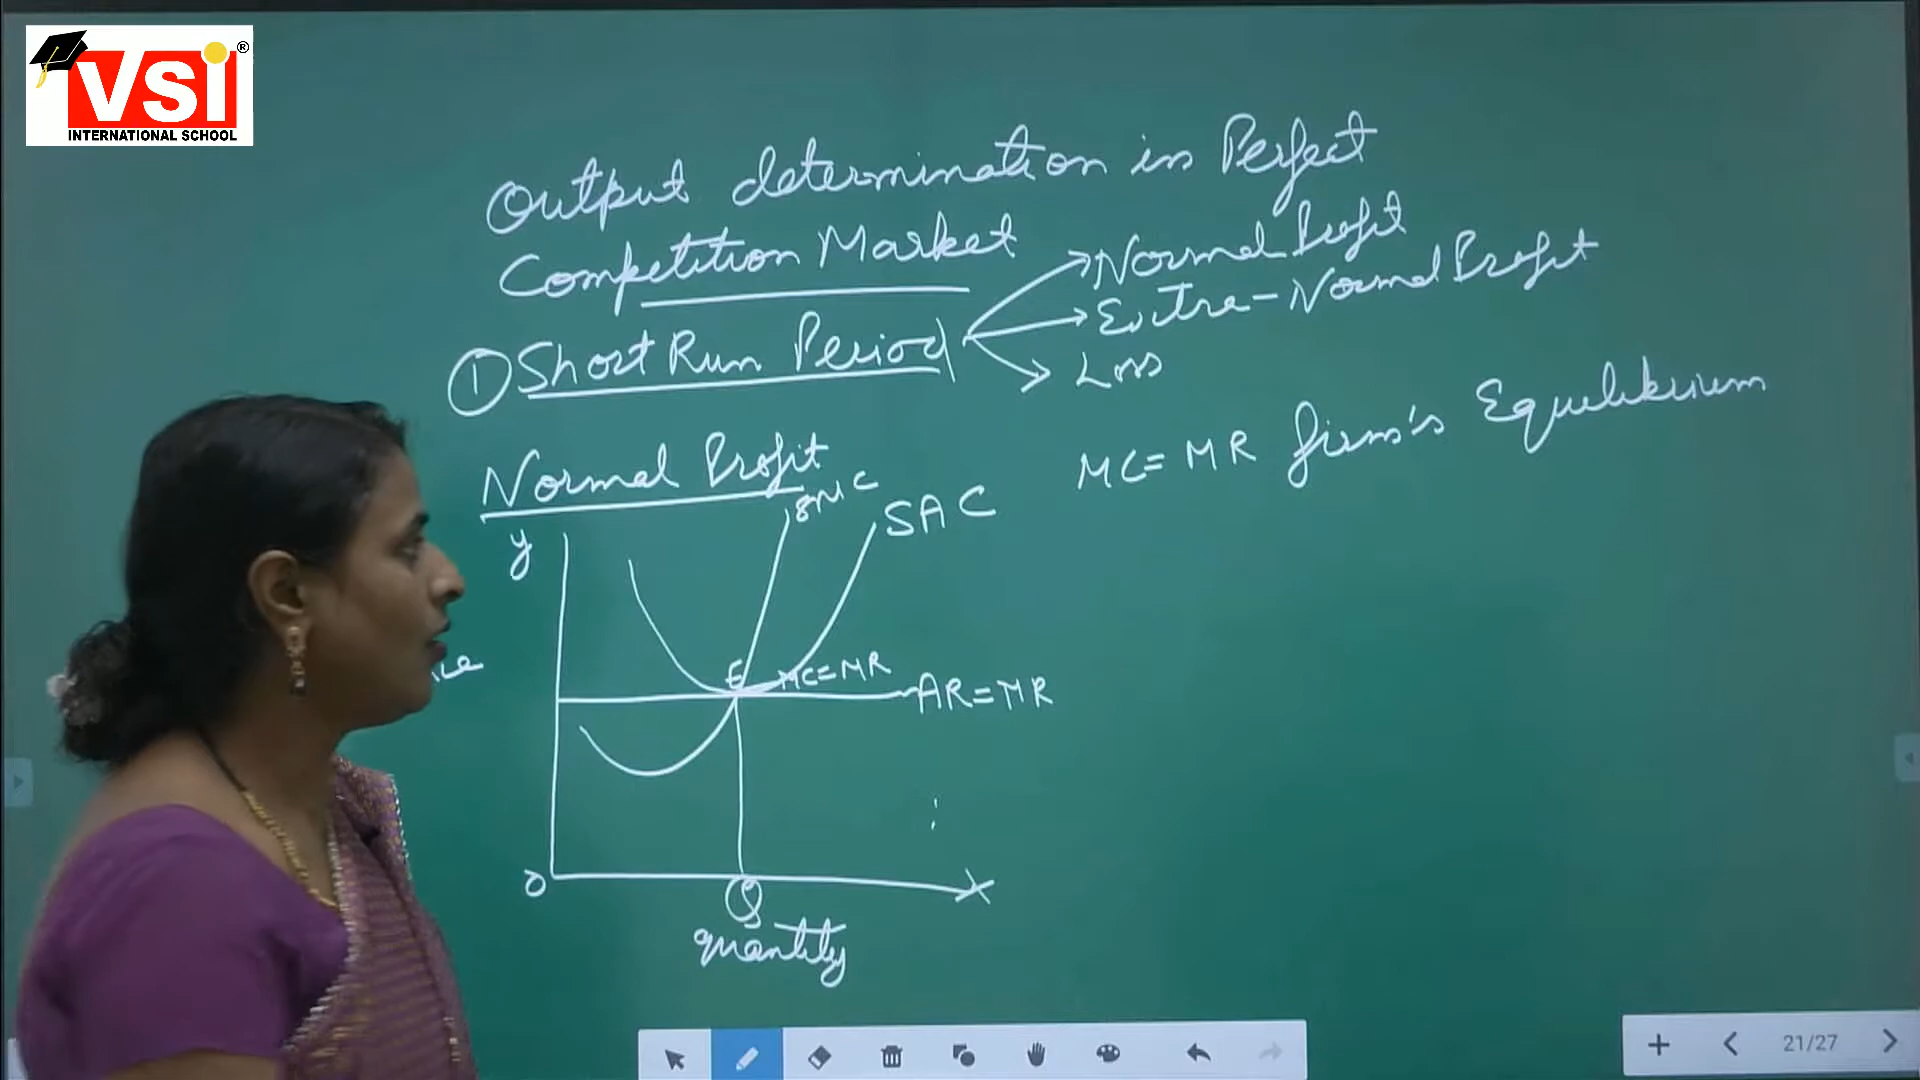 VSI ®
INTERNATIONAL SCHOOL
Output determination in Perfect
Competition Market
① Short Run Period
Normal Profit
Extra-Normal Profit
Loss
MC= MR firm's Equilibrium
Normal Profit
y
SMC
SAC
E
MC=MR
AR=MR
O
Q
X
quantity
21/27